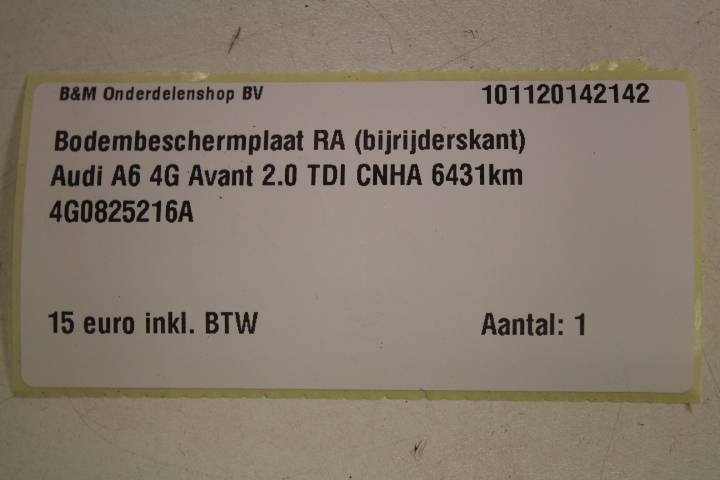 B&M Onderdelenshop BV 101120142142
Bodembeschermplaat RA (bijrijderskant)
Audi A6 4G Avant 2.0 TDI CNHA 6431km
4G0825216A
15 euro inkl. BTW Aantal: 1